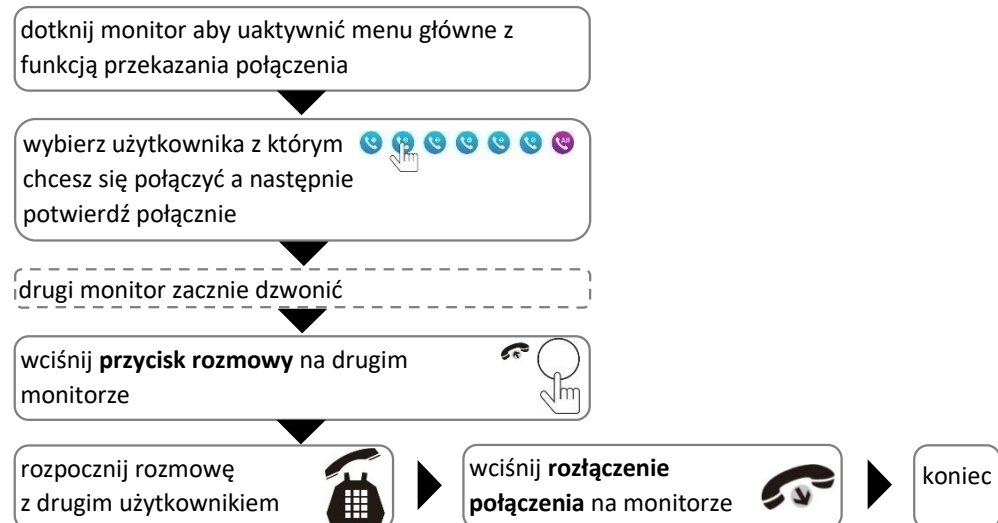 dotknij monitor aby uaktywnić menu główne z
funkcją przekazania połączenia
wybierz użytkownika z którym
chcesz się połączyć a następnie
potwierdź połącznie
drugi monitor zacznie dzwonić
wciśnij przycisk rozmowy na drugim
monitorze
rozpocznij rozmowę
z drugim użytkownikiem
wciśnij rozłączenie
połączenia na monitorze
koniec